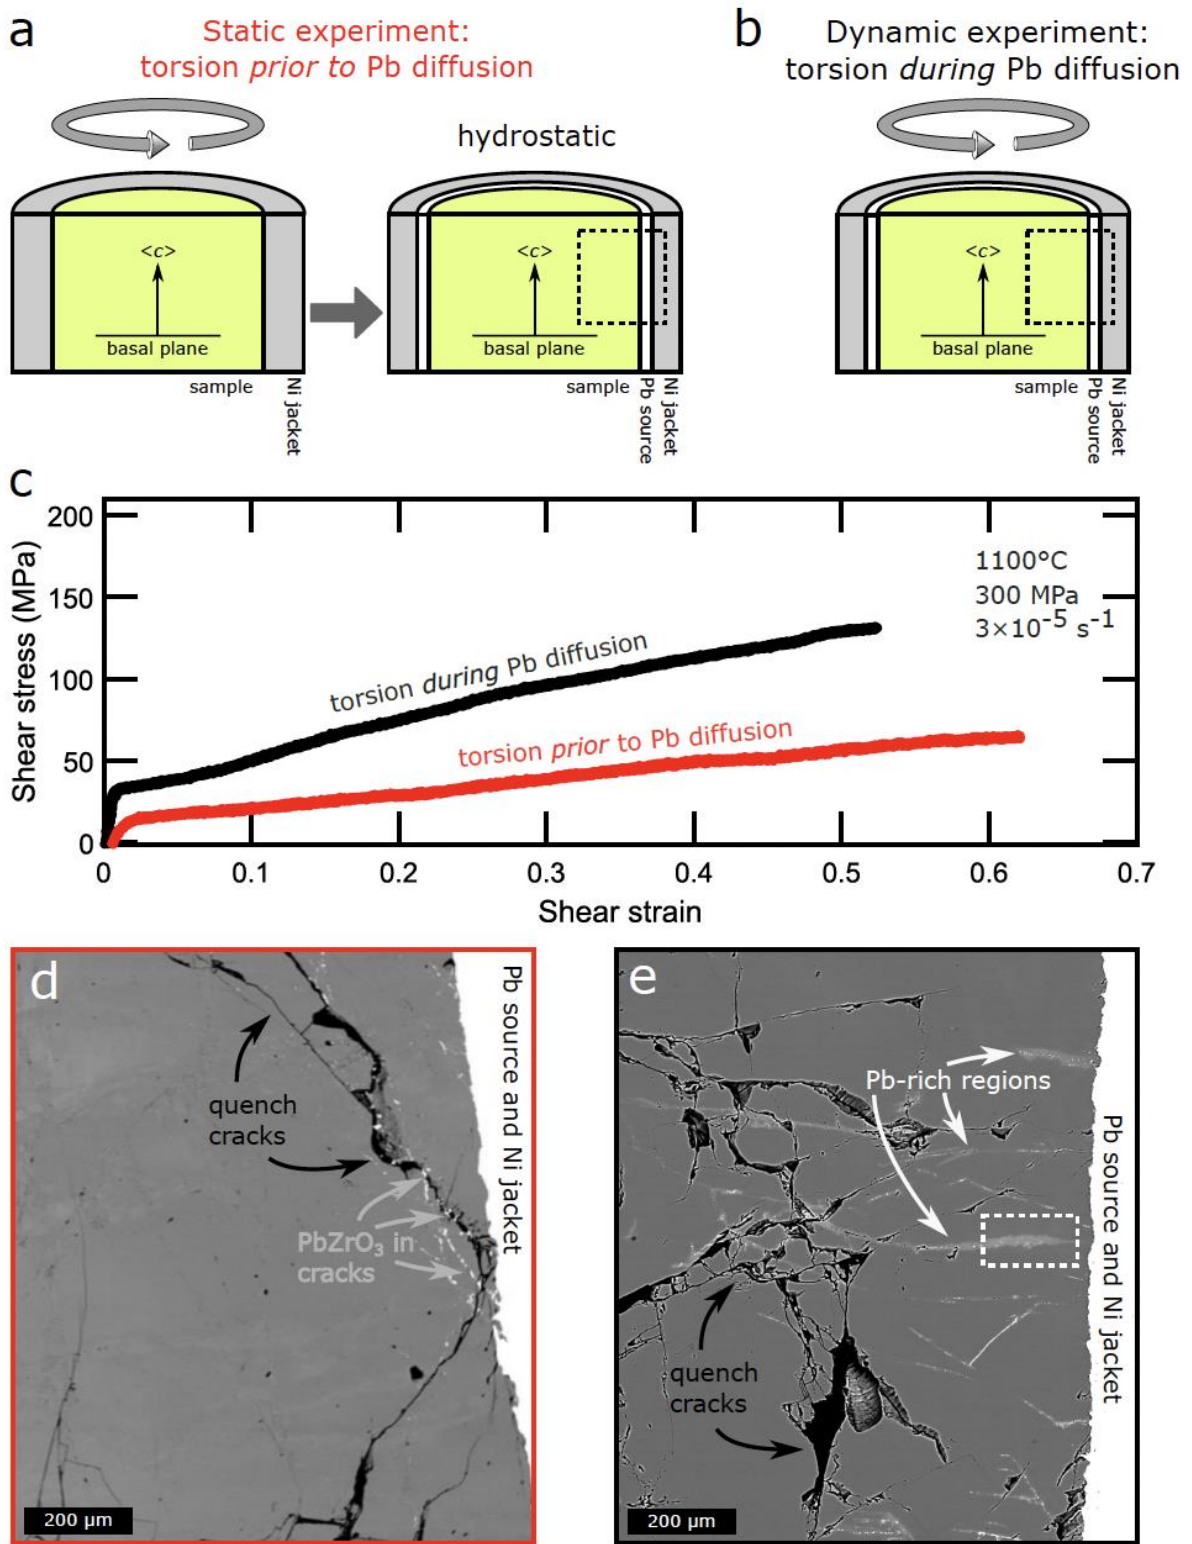 a
Static experiment:
torsion prior to Pb diffusion
b
Dynamic experiment:
torsion during Pb diffusion
hydrostatic
<c>
basal plane
sample
Ni jacket
<c>
basal plane
sample
Pb source
Ni jacket
<c>
basal plane
sample
Pb source
Ni jacket
c
Shear stress (MPa)
200
150
100
50
0
1100°C
300 MPa
3×10⁻⁵ s⁻¹
torsion during Pb diffusion
torsion prior to Pb diffusion
0
0.1
0.2
0.3
0.4
0.5
0.6
0.7
Shear strain
d
quench
cracks
PbZrO₃ in
cracks
Pb source and Ni jacket
200 µm
e
Pb-rich regions
quench
cracks
Pb source and Ni jacket
200 µm